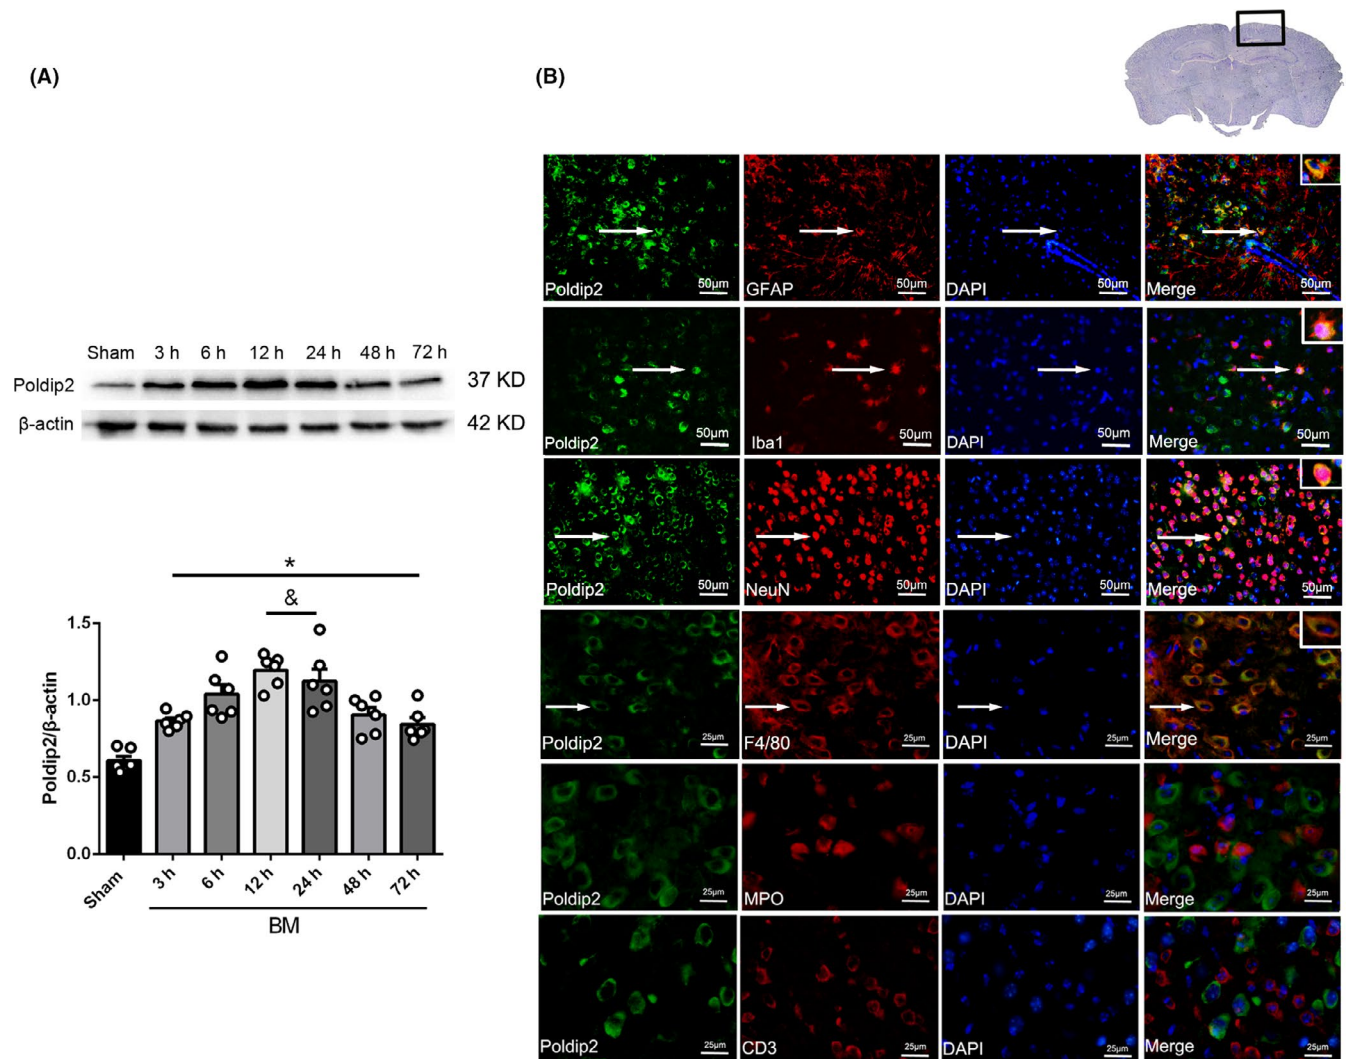 (A)
Sham 3 h 6 h 12 h 24 h 48 h 72 h
Poldip2 37 KD
β-actin 42 KD
*
&
Poldip2/β-actin
1.5
1.0
0.5
0.0
Sham 3 h 6 h 12 h 24 h 48 h 72 h
BM
(B)
50μm 50μm 50μm 50μm
Poldip2 GFAP DAPI Merge
50μm 50μm 50μm 50μm
Poldip2 Iba1 DAPI Merge
50μm 50μm 50μm 50μm
Poldip2 NeuN DAPI Merge
25μm 25μm 25μm 25μm
Poldip2 F4/80 DAPI Merge
25μm 25μm 25μm 25μm
Poldip2 MPO DAPI Merge
25μm 25μm 25μm 25μm
Poldip2 CD3 DAPI Merge